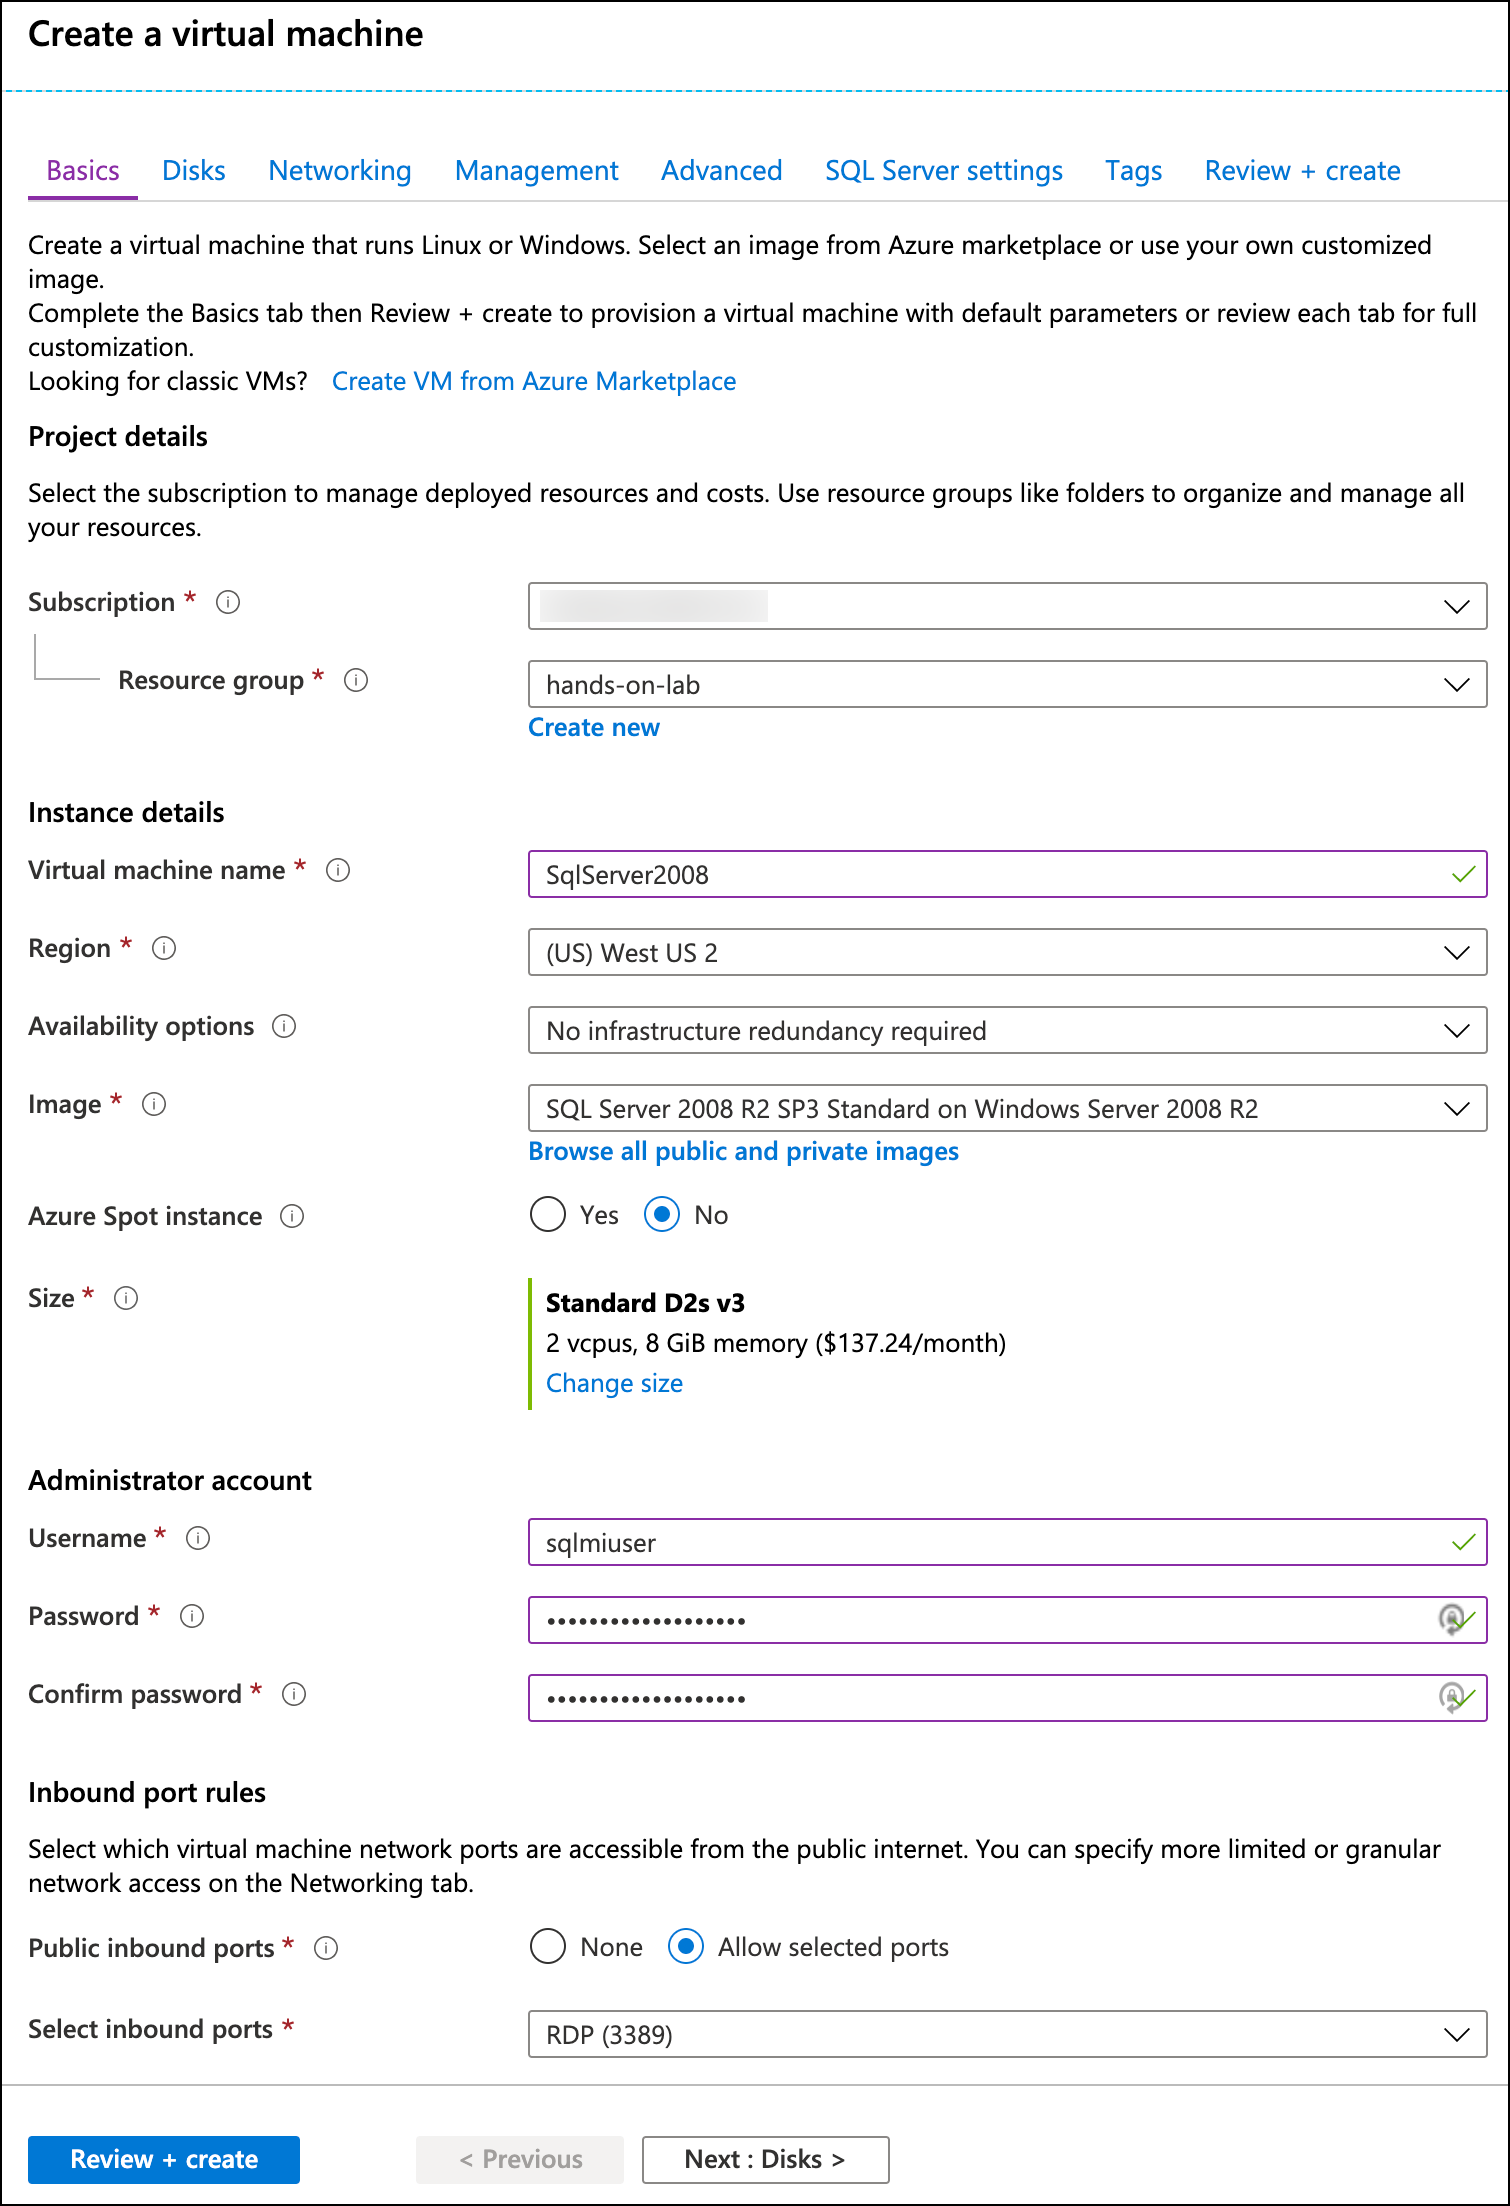 Create a virtual machine
Basics Disks Networking Management Advanced SQL Server settings Tags Review + create
Create a virtual machine that runs Linux or Windows. Select an image from Azure marketplace or use your own customized
image.
Complete the Basics tab then Review + create to provision a virtual machine with default parameters or review each tab for full
customization.
Looking for classic VMs? Create VM from Azure Marketplace
Project details
Select the subscription to manage deployed resources and costs. Use resource groups like folders to organize and manage all
your resources.
Subscription *
Resource group * hands-on-lab
Create new
Instance details
Virtual machine name * SqlServer2008
Region * (US) West US 2
Availability options No infrastructure redundancy required
Image * SQL Server 2008 R2 SP3 Standard on Windows Server 2008 R2
Browse all public and private images
Azure Spot instance Yes No
Size * Standard D2s v3
2 vcpus, 8 GiB memory ($137.24/month)
Change size
Administrator account
Username * sqlmiuser
Password * •••••••••••••••••••
Confirm password * •••••••••••••••••••
Inbound port rules
Select which virtual machine network ports are accessible from the public internet. You can specify more limited or granular
network access on the Networking tab.
Public inbound ports * None Allow selected ports
Select inbound ports * RDP (3389)
Review + create < Previous Next : Disks >